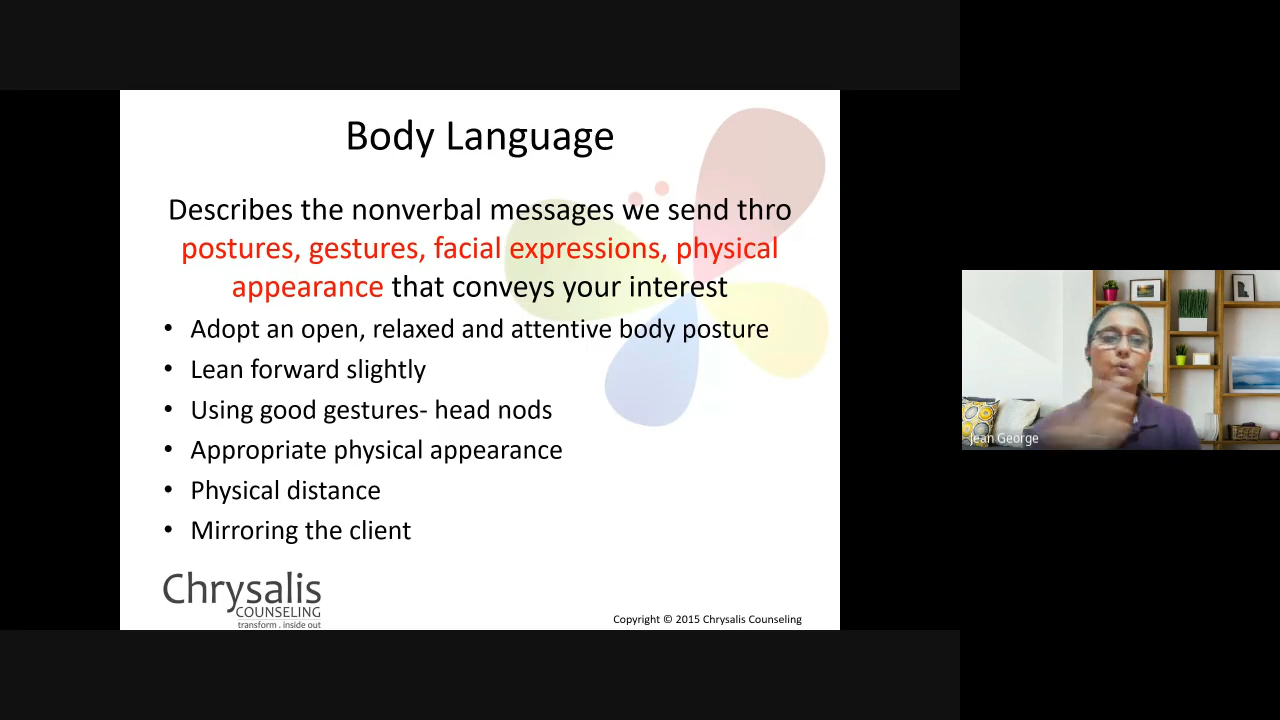 Body Language
Describes the nonverbal messages we send thro
postures, gestures, facial expressions, physical
appearance that conveys your interest
• Adopt an open, relaxed and attentive body posture
• Lean forward slightly
• Using good gestures- head nods
• Appropriate physical appearance
• Physical distance
• Mirroring the client
Chrysalis
COUNSELING
transform . inside out
Copyright © 2015 Chrysalis Counseling
Jean George